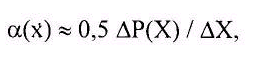 α(ẋ) ≈ 0,5 ΔP(X) / ΔX,